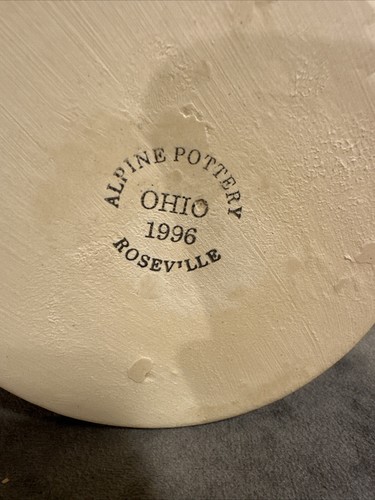 ALPINE POTTERY
OHIO
1996
ROSEVILLE